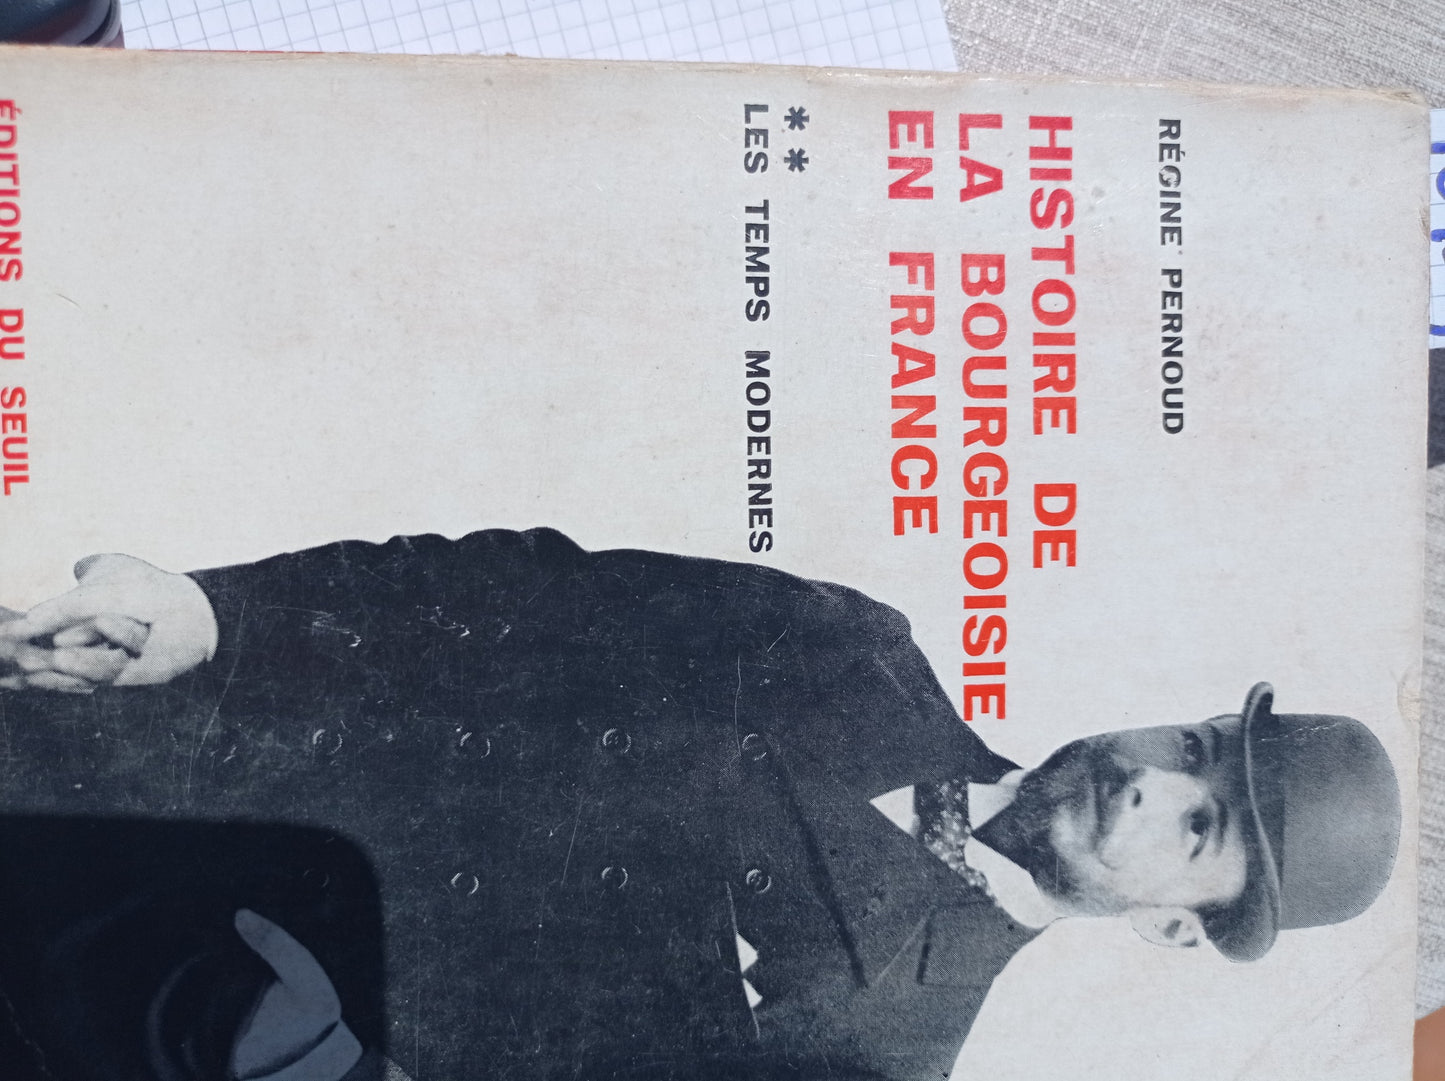 RÉGINE PERNOUD
HISTOIRE DE
LA BOURGEOISIE
EN FRANCE
**
LES TEMPS MODERNES
ÉDITIONS DU SEUIL